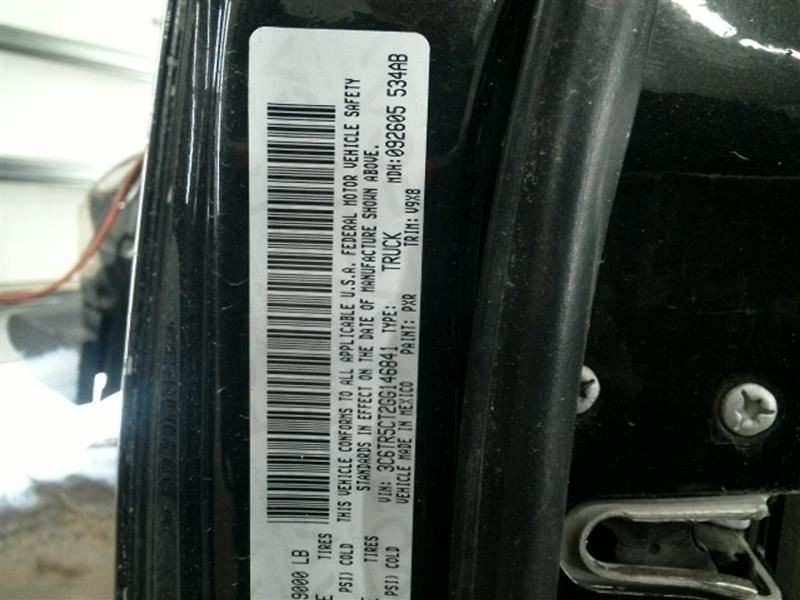 9000 LB
TIRES
PSI) COLD
THIS VEHICLE CONFORMS TO ALL APPLICABLE U.S.A. FEDERAL MOTOR VEHICLE SAFETY
STANDARDS IN EFFECT ON THE DATE OF MANUFACTURE SHOWN ABOVE.
TIRES
PSI) COLD
VIN: 3C6TR5CT2GG146841 TYPE: TRUCK MDH:092605 534AB
VEHICLE MADE IN MEXICO PAINT: PXR TRIM: V9X8